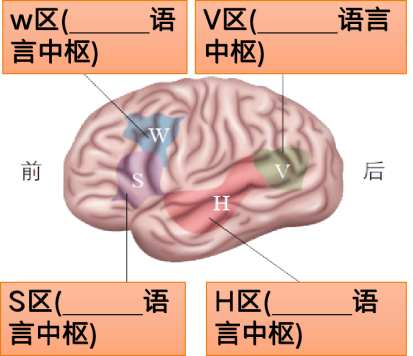 w区(______语
言中枢)
V区(______语言
中枢)
W
前
S
V
后
H
S区(______语
言中枢)
H区(______语
言中枢)